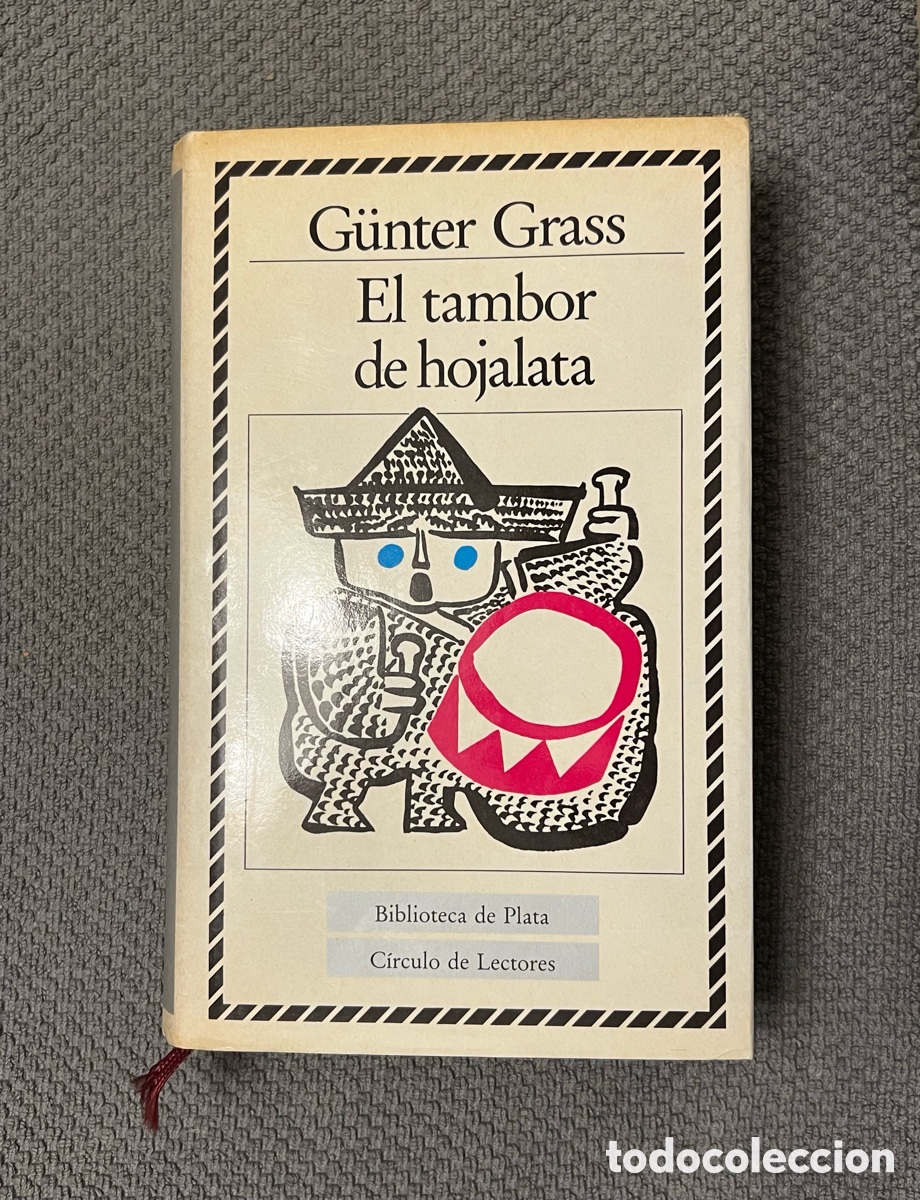 Günter Grass
El tambor
de hojalata
Biblioteca de Plata
Círculo de Lectores
todocoleccion